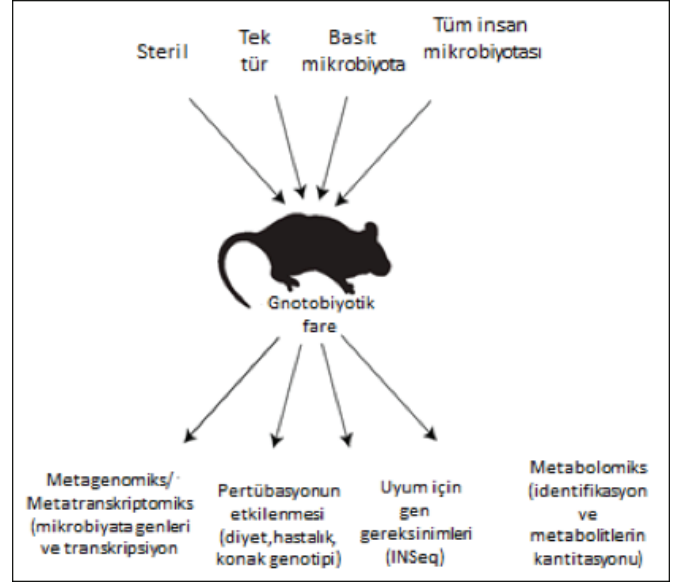 Steril
Tek
tür
Basit
mikrobiyota
Tüm insan
mikrobiyotası
Gnotobiyotik
fare
Metagenomiks/
Metatranskriptomiks
(mikrobiyata genleri
ve transkripsiyon
Pertübasyonun
etkilenmesi
(diyet,hastalık,
konak genotipi)
Uyum için
gen
gereksinimleri
(INSeq)
Metabolomiks
(identifikasyon
ve
metabolitlerin
kantitasyonu)